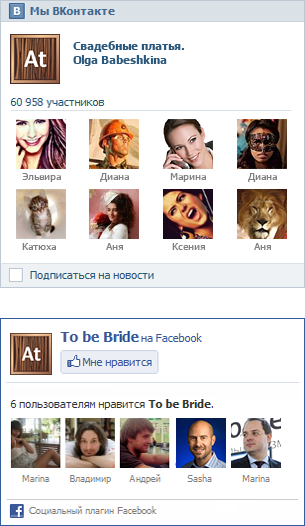 B Мы ВКонтакте
At
Свадебные платья.
Olga Babeshkina
60 958 участников
Эльвира Диана Марина Диана
Катюха Аня Ксения Аня
Подписаться на новости
At
To be Bride на Facebook
Мне нравится
6 пользователям нравится To be Bride.
Marina Владимир Андрей Sasha Marina
f Социальный плагин Facebook